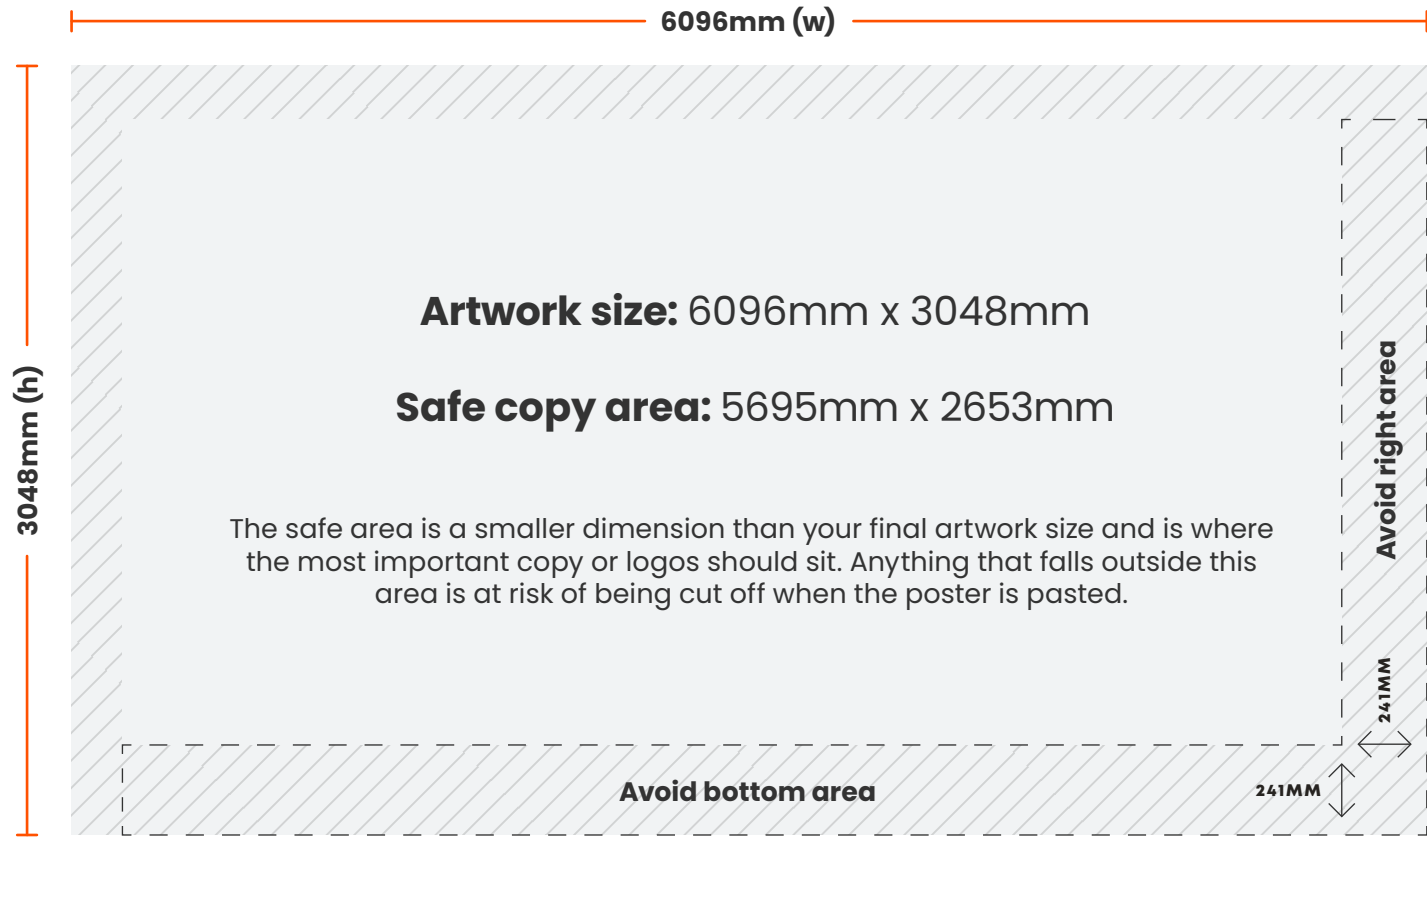 6096mm (w)
3048mm (h)
Artwork size: 6096mm x 3048mm
Safe copy area: 5695mm x 2653mm
The safe area is a smaller dimension than your final artwork size and is where
the most important copy or logos should sit. Anything that falls outside this
area is at risk of being cut off when the poster is pasted.
Avoid right area
241MM
Avoid bottom area
241MM